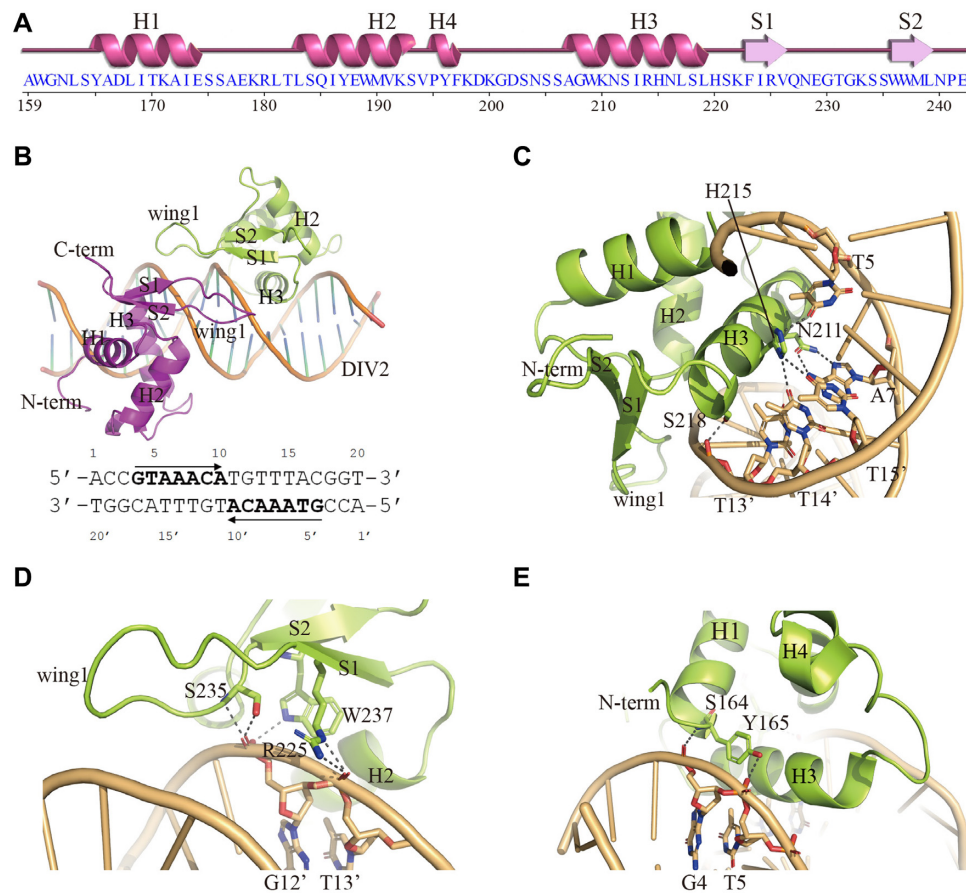 A
H1 H2 H4 H3 S1 S2
AWGNLSYADLITKAIESSAEKRLTLSQIYEWMVKSVPYFKDKGDSNSSAGWKNSIRHNLSLHSKFIRVQNEGTGKSSWWMLNPE
159 170 180 190 200 210 220 230 240
B
wing1
H2
S2
C-term
S1
S1
H3
S2
H3
wing1
H1
DIV2
N-term
H2
1 5 10 15 20
5′ -ACCGTAAACATGTTTACGGT-3′
3′ -TGGCATTTGTACAAATGCCA-5′
20′ 15′ 10′ 5′ 1′
C
H215
H1
T5
H2
N211
H3
N-term
S2
S1
A7
S218
T15’
wing1
T13’ T14’
D
S2
wing1
S1
S235
W237
R225
H2
G12’ T13’
E
H1
H4
N-term
S164
Y165
H3
G4 T5